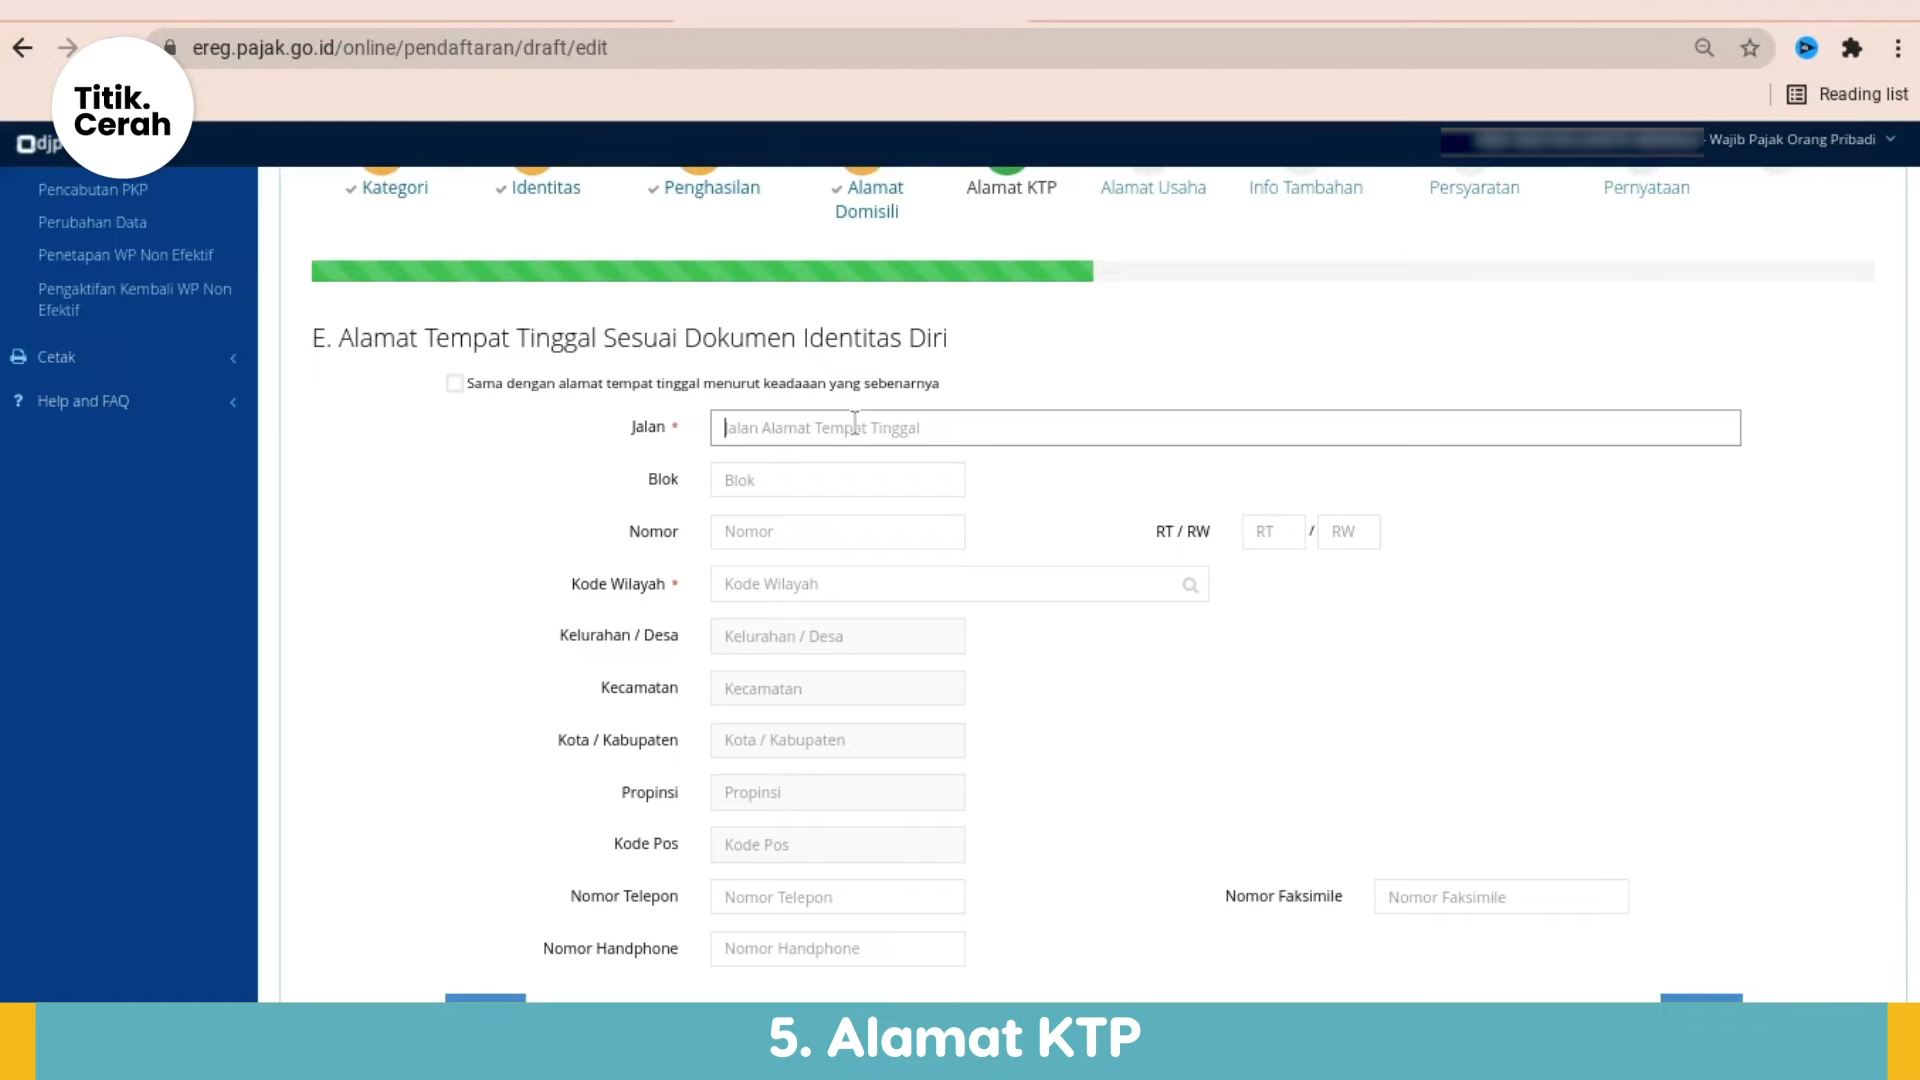 ereg.pajak.go.id/online/pendaftaran/draft/edit
Reading list
Titik.
Cerah
djp
Wajib Pajak Orang Pribadi
Pencabutan PKP
Perubahan Data
Penetapan WP Non Efektif
Pengaktifan Kembali WP Non
Efektif
Cetak
Help and FAQ
Kategori
Identitas
Penghasilan
Alamat
Domisili
Alamat KTP
Alamat Usaha
Info Tambahan
Persyaratan
Pernyataan
E. Alamat Tempat Tinggal Sesuai Dokumen Identitas Diri
Sama dengan alamat tempat tinggal menurut keadaaan yang sebenarnya
Jalan * Jalan Alamat Tempat Tinggal
Blok Blok
Nomor Nomor RT / RW RT / RW
Kode Wilayah * Kode Wilayah
Kelurahan / Desa Kelurahan / Desa
Kecamatan Kecamatan
Kota / Kabupaten Kota / Kabupaten
Propinsi Propinsi
Kode Pos Kode Pos
Nomor Telepon Nomor Telepon Nomor Faksimile Nomor Faksimile
Nomor Handphone Nomor Handphone
5. Alamat KTP